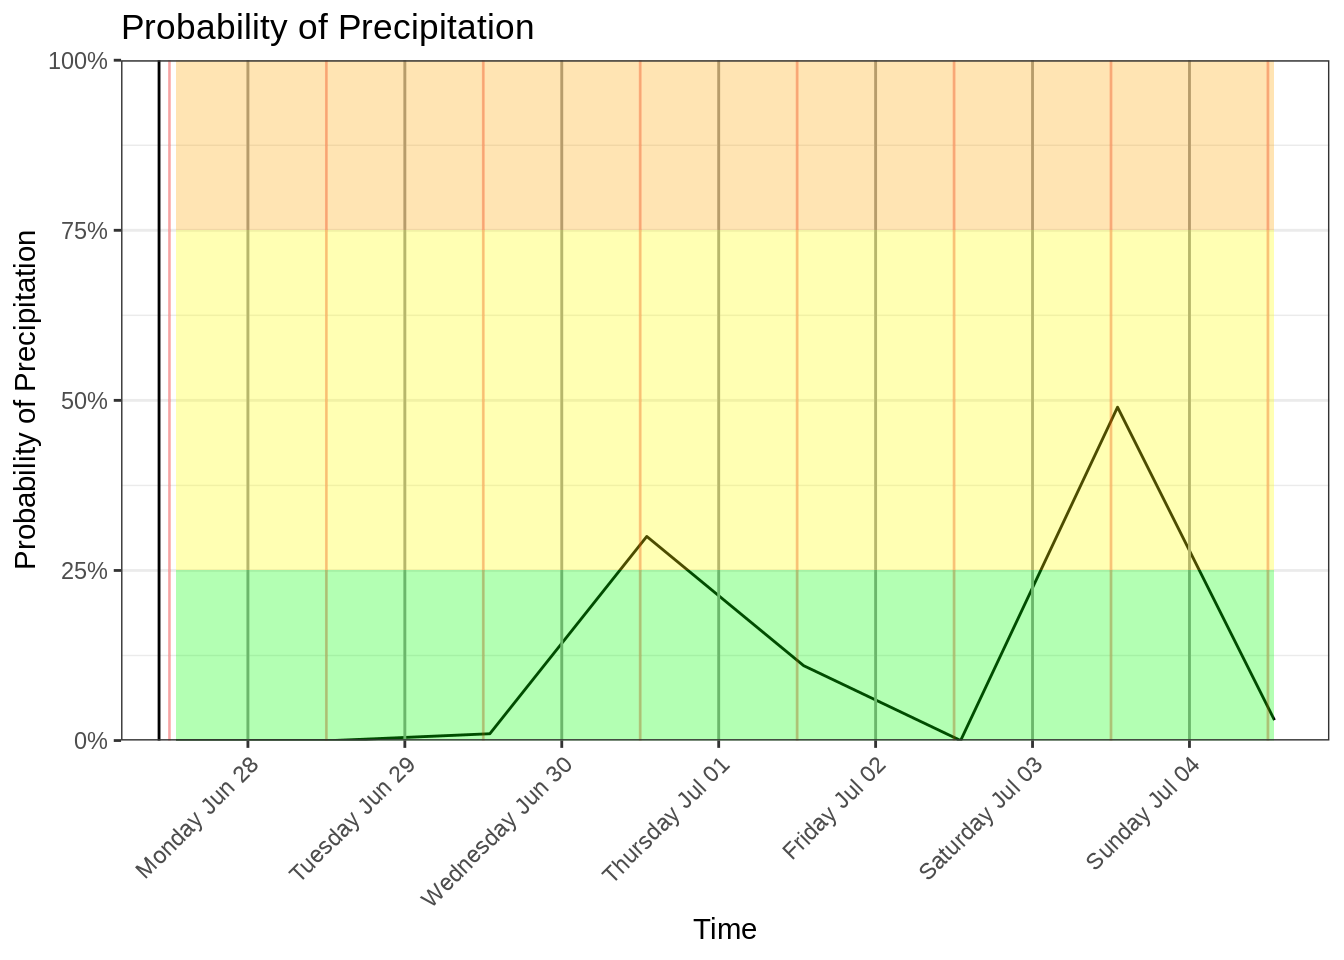 Probability of Precipitation
Probability of Precipitation
100%
75%
50%
25%
0%
Monday Jun 28
Tuesday Jun 29
Wednesday Jun 30
Thursday Jul 01
Friday Jul 02
Saturday Jul 03
Sunday Jul 04
Time